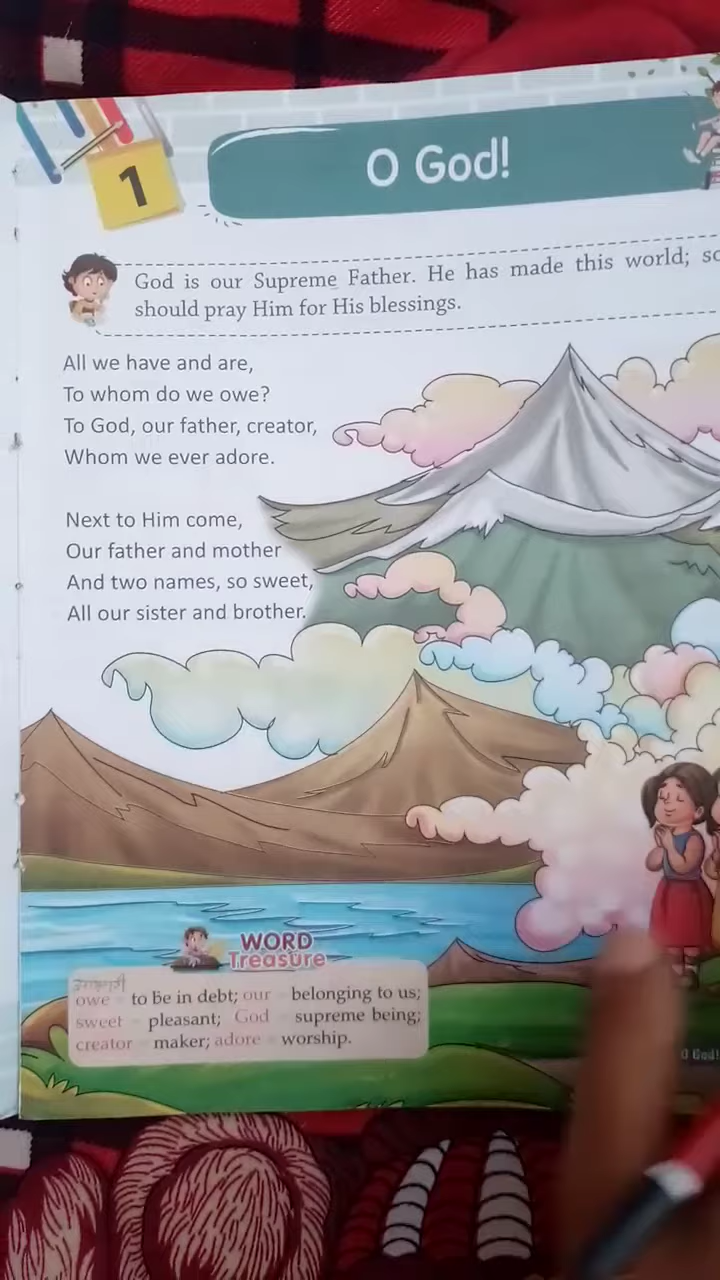 1
O God!
God is our Supreme Father. He has made this world; so
should pray Him for His blessings.
All we have and are,
To whom do we owe?
To God, our father, creator,
Whom we ever adore.
Next to Him come,
Our father and mother
And two names, so sweet,
All our sister and brother.
WORD
Treasure
owe - to be in debt; our - belonging to us;
sweet - pleasant; God - supreme being;
creator - maker; adore - worship.
O God!